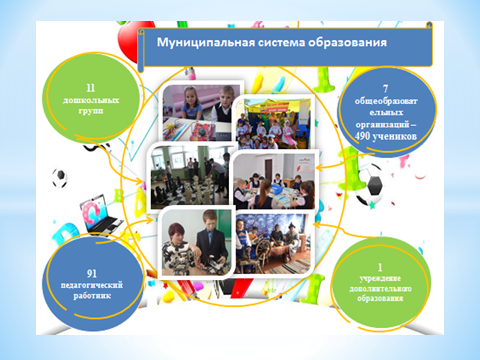 Муниципальная система образования
11
дошкольных
групп
7
общеобразоват
ельных
организаций –
490 учеников
91
педагогический
работник
1
учреждение
дополнительного
образования